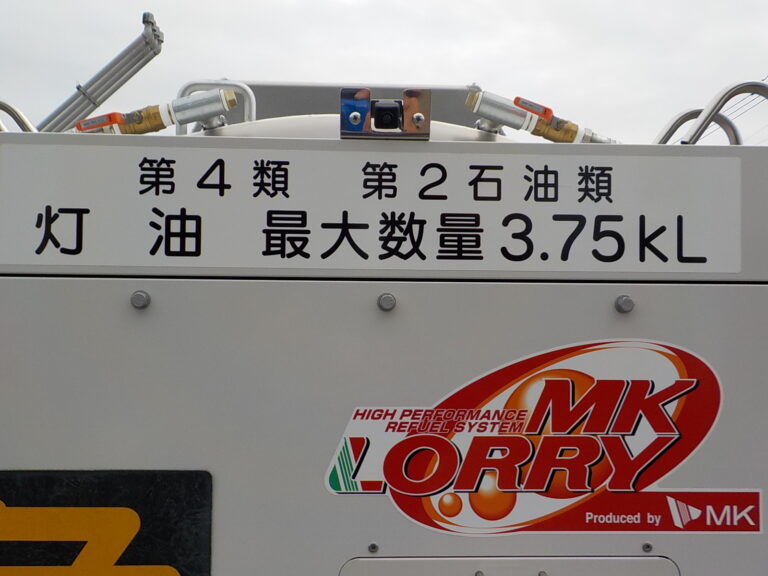 第4類 第2石油類
灯油 最大数量3.75kL
HIGH PERFORMANCE
REFUEL SYSTEM
MK
LORRY
Produced by MK